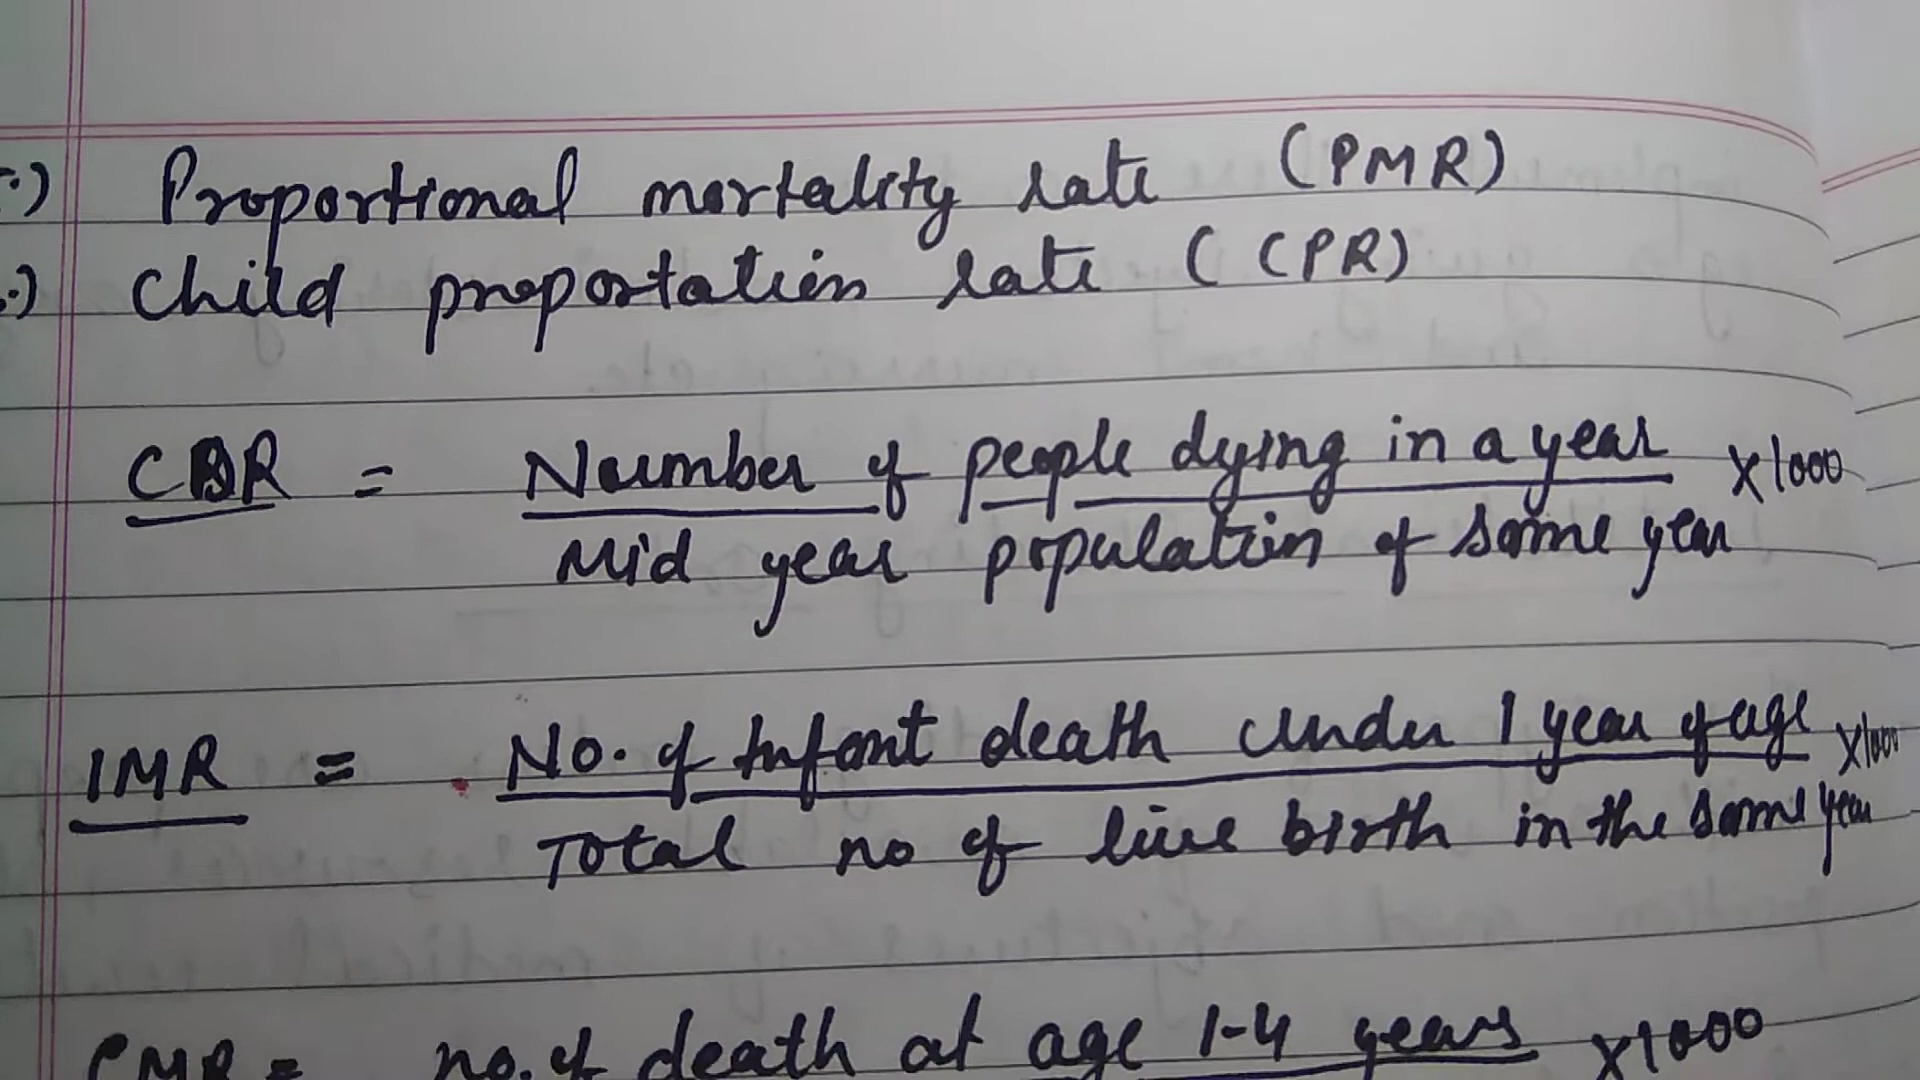 :) Proportional mortality rate (PMR)
:) Child proportation rate (CPR)
CDR = Number of people dying in a year X1000
Mid year population of same year
IMR = No. of Infant death under 1 year of age X1000
Total no of live birth in the same year
CMR = no. of death at age 1-4 years X1000